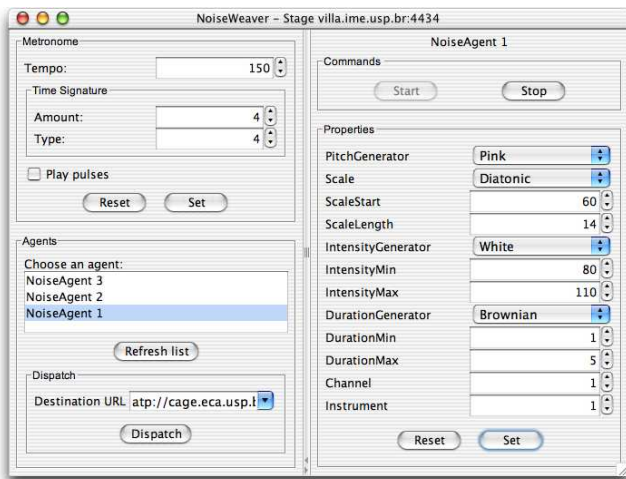 NoiseWeaver – Stage villa.ime.usp.br:4434
Metronome
Tempo: 150
Time Signature
Amount: 4
Type: 4
Play pulses
Reset Set
Agents
Choose an agent:
NoiseAgent 3
NoiseAgent 2
NoiseAgent 1
Refresh list
Dispatch
Destination URL atp://cage.eca.usp.
Dispatch
NoiseAgent 1
Commands
Start Stop
Properties
PitchGenerator Pink
Scale Diatonic
ScaleStart 60
ScaleLength 14
IntensityGenerator White
IntensityMin 80
IntensityMax 110
DurationGenerator Brownian
DurationMin 1
DurationMax 5
Channel 1
Instrument 1
Reset Set